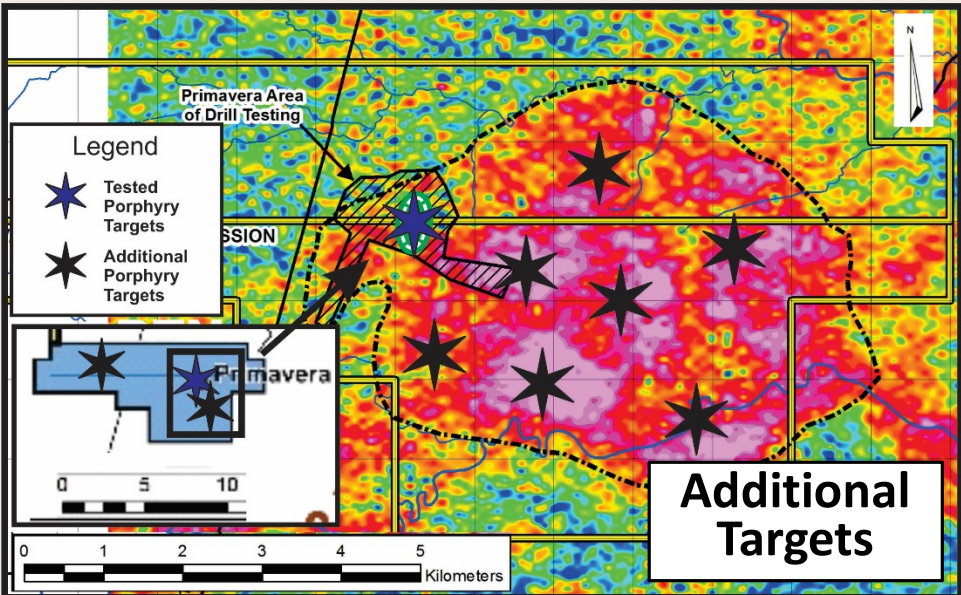 N
Primavera Area
of Drill Testing
Legend
Tested
Porphyry
Targets
Additional
Porphyry
Targets
SSION
Primavera
0 5 10
0 1 2 3 4 5
Kilometers
Additional
Targets